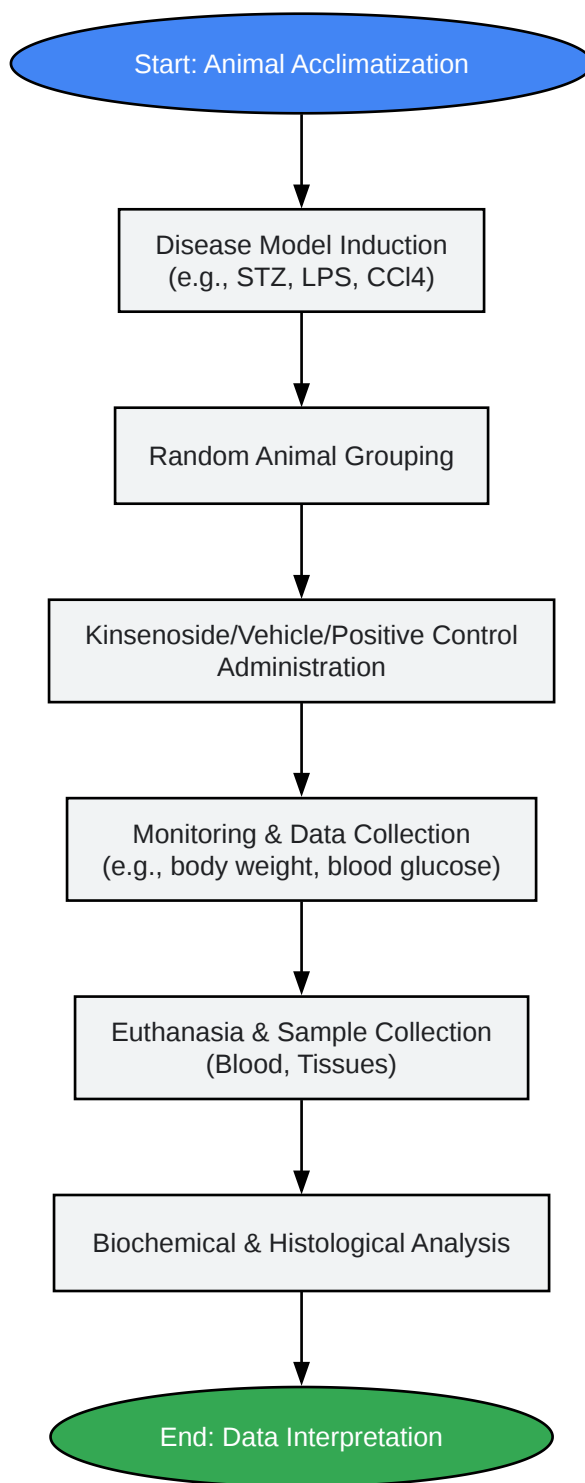 Start: Animal Acclimatization
Disease Model Induction
(e.g., STZ, LPS, CCl4)
Random Animal Grouping
Kinsenoside/Vehicle/Positive Control
Administration
Monitoring & Data Collection
(e.g., body weight, blood glucose)
Euthanasia & Sample Collection
(Blood, Tissues)
Biochemical & Histological Analysis
End: Data Interpretation